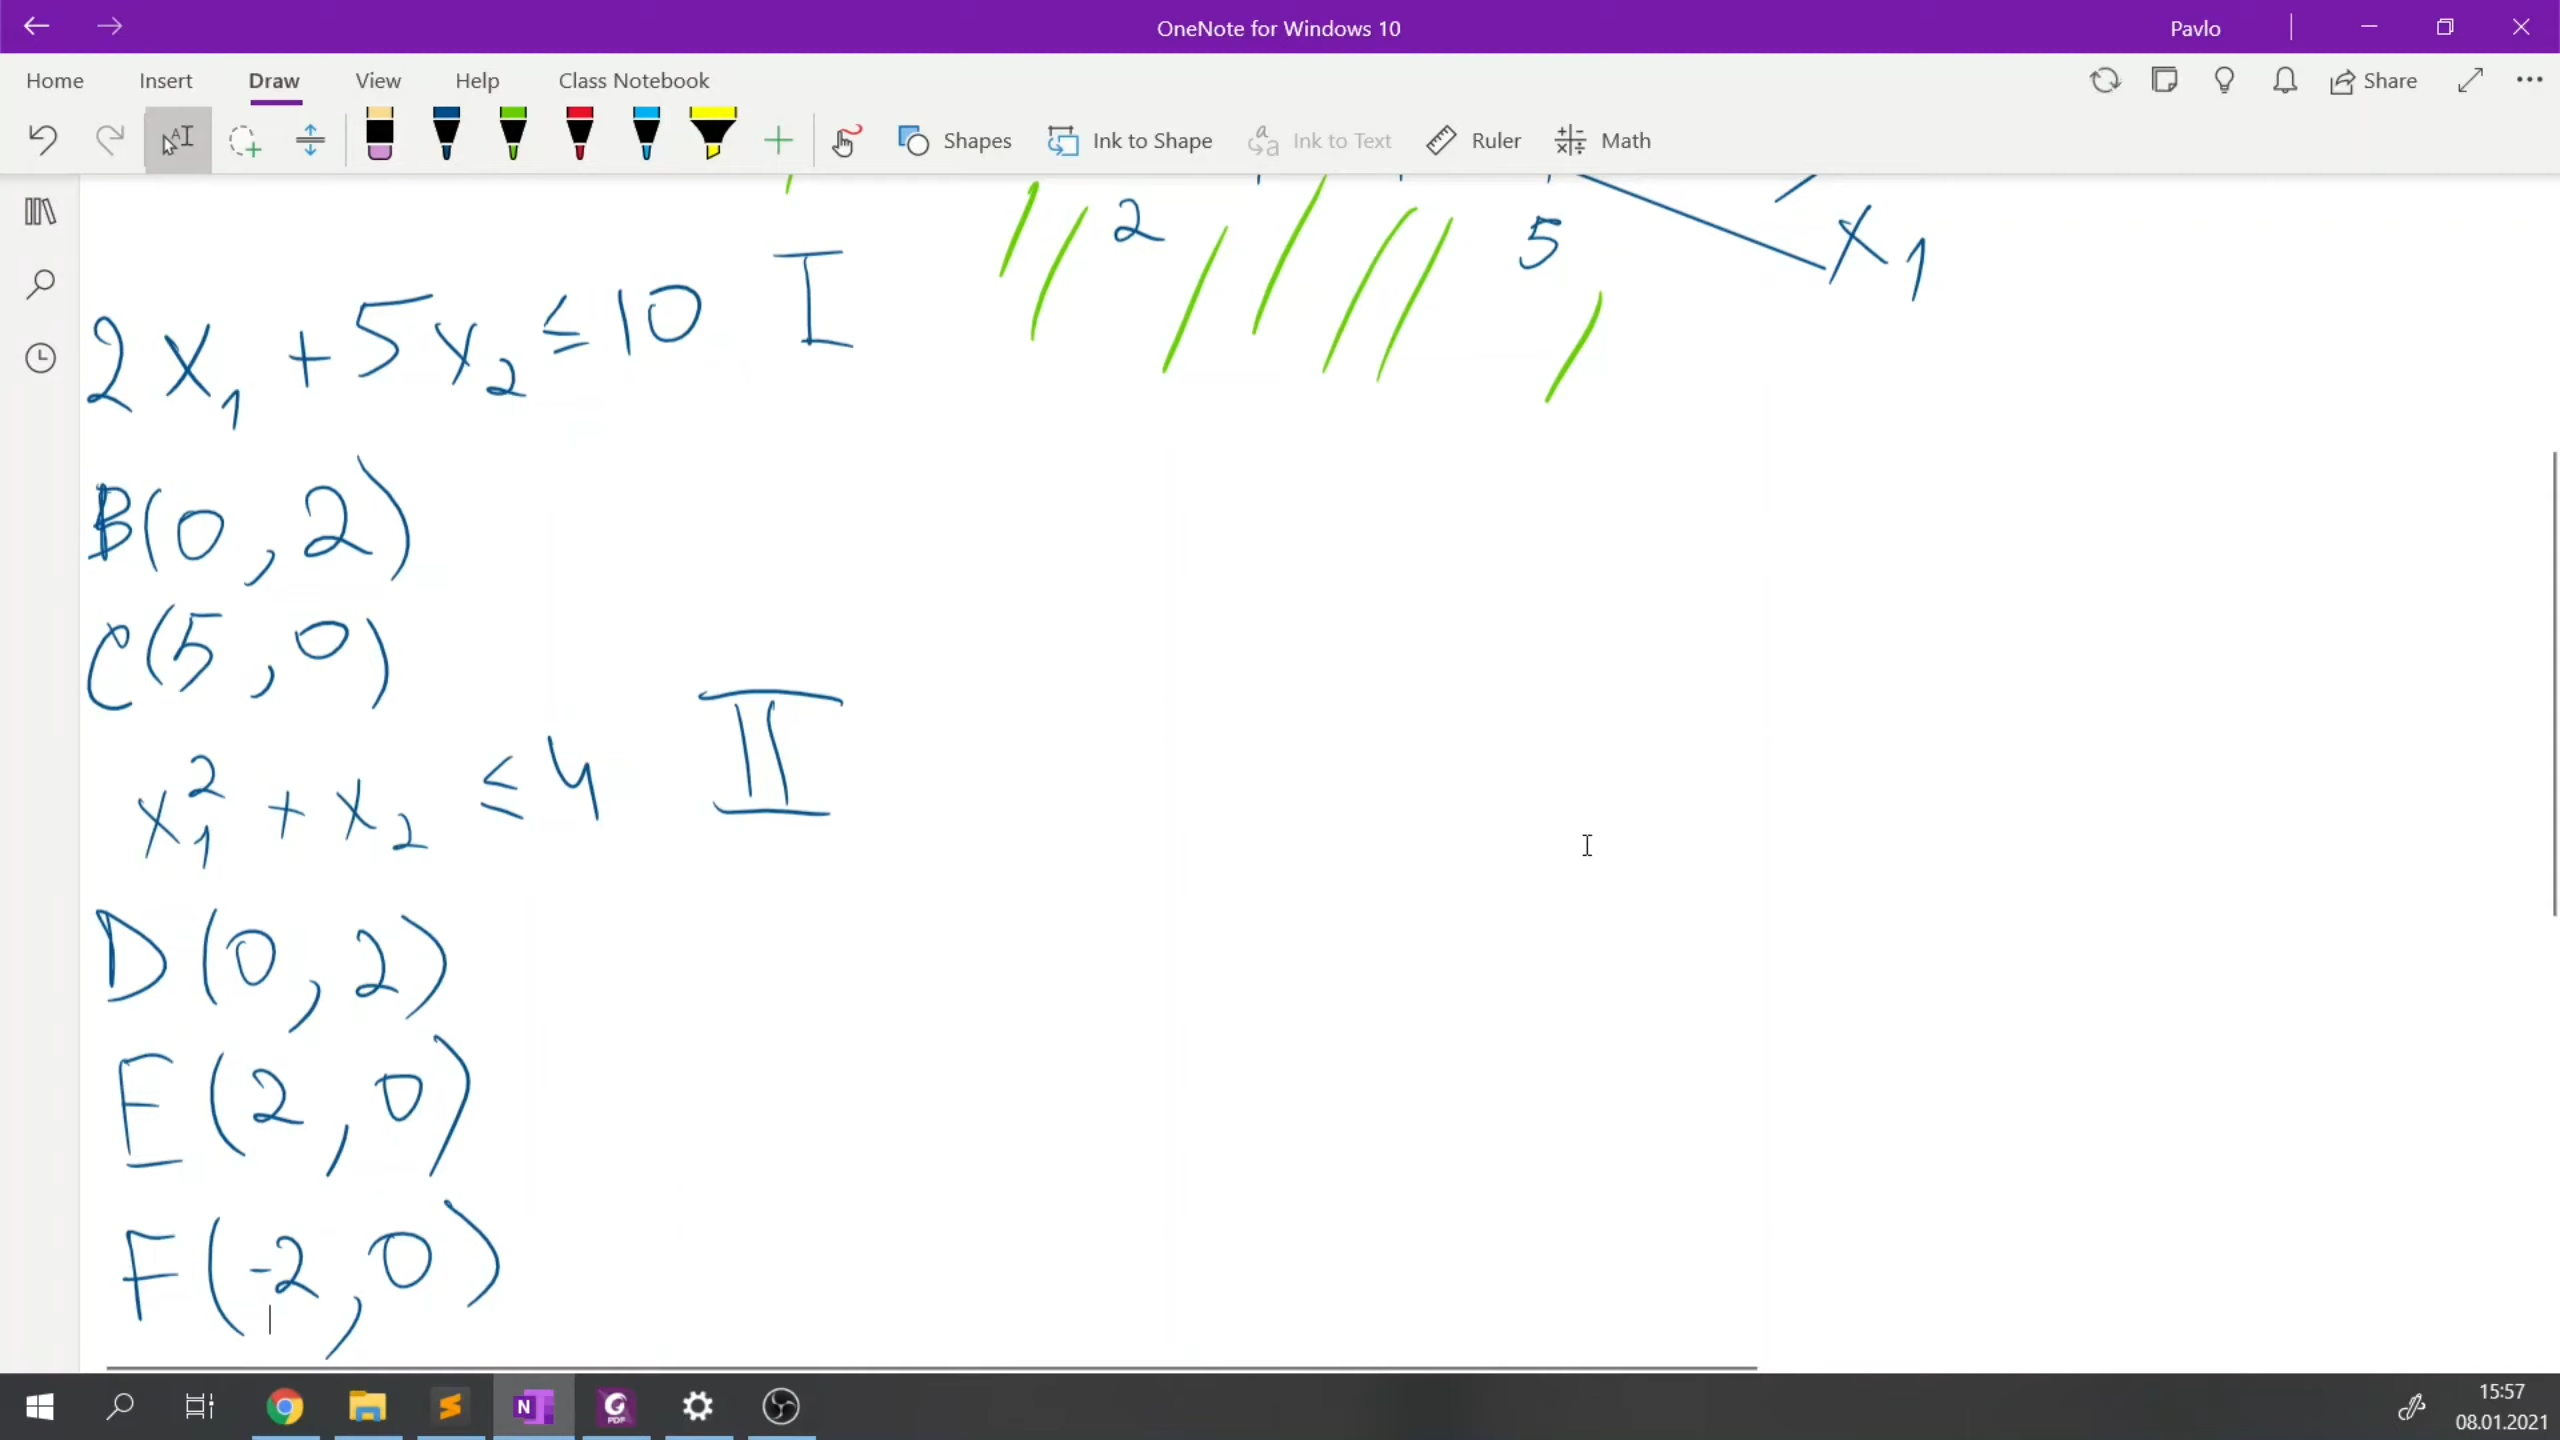 OneNote for Windows 10
Pavlo
Home Insert Draw View Help Class Notebook
Share
Shapes Ink to Shape Ink to Text Ruler Math
2 5 x₁
2x₁ + 5x₂ ≤ 10 I
B(0, 2)
C(5, 0)
x₁² + x₂ ≤ 4 II
D(0, 2)
E(2, 0)
F(-2, 0)
15:57
08.01.2021